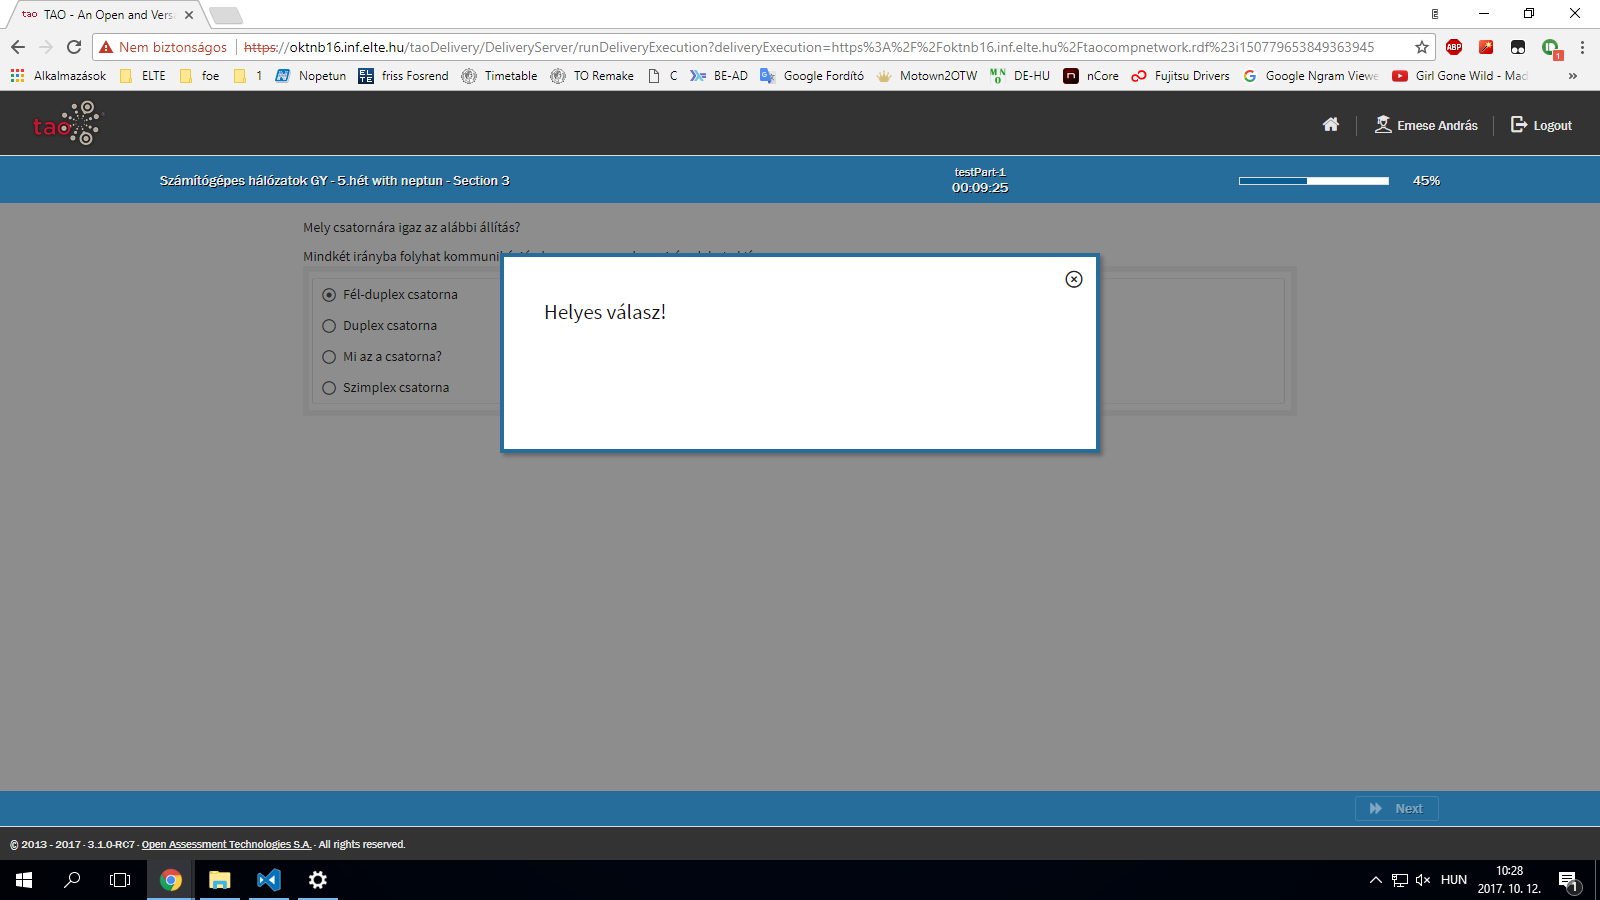 tao TAO - An Open and Vers
Nem biztonságos https://oktnb16.inf.elte.hu/taoDelivery/DeliveryServer/runDeliveryExecution?deliveryExecution=https%3A%2F%2Foktnb16.inf.elte.hu%2Ftaocompnetwork.rdf%23i150779653849363945 ABP 1
Alkalmazások ELTE foe 1 Nopetun friss Fosrend Timetable TO Remake C BE-AD Google Fordító Motown2OTW DE-HU nCore Fujitsu Drivers Google Ngram Viewe Girl Gone Wild - Mad »
tao Emese András Logout
Számítógépes hálózatok GY - 5.hét with neptun - Section 3 testPart-1 45%
00:09:25
Mely csatornára igaz az alábbi állítás?
Mindkét irányba folyhat
Helyes válasz!
Fél-duplex csatorna
Duplex csatorna
Mi az a csatorna?
Szimplex csatorna
Next
© 2013 - 2017 · 3.1.0-RC7 · Open Assessment Technologies S.A. · All rights reserved.
HUN 10:28
2017. 10. 12. 1